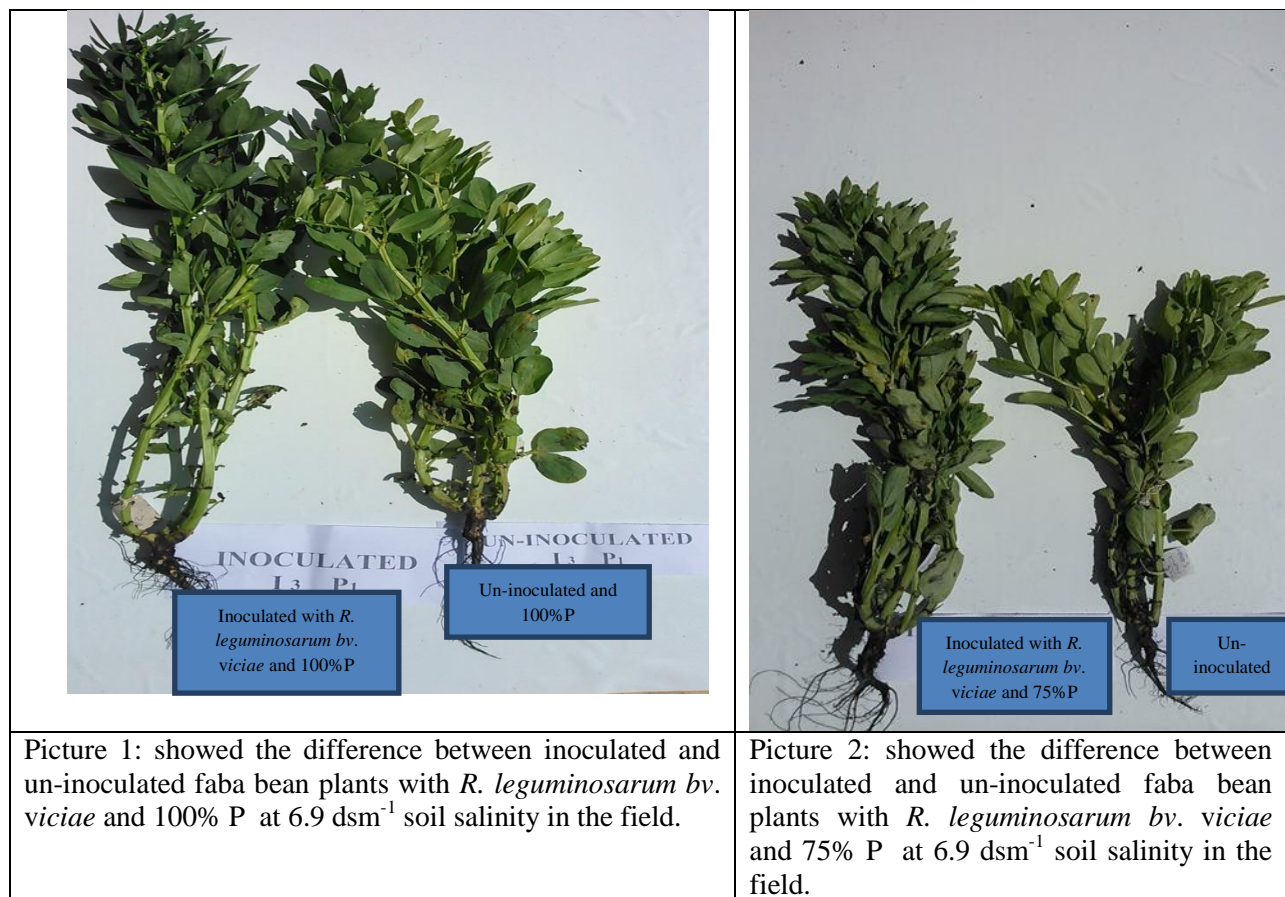 INOCULATED
I₃ P₁
UN-INOCULATED
I₃ P₁
Inoculated with R.
leguminosarum bv.
viciae and 100%P
Un-inoculated and
100%P
Inoculated with R.
leguminosarum bv.
viciae and 75%P
Un-
inoculated
Picture 1: showed the difference between inoculated and
un-inoculated faba bean plants with R. leguminosarum bv.
viciae and 100% P at 6.9 dsm⁻¹ soil salinity in the field.
Picture 2: showed the difference between
inoculated and un-inoculated faba bean
plants with R. leguminosarum bv. viciae
and 75% P at 6.9 dsm⁻¹ soil salinity in the
field.